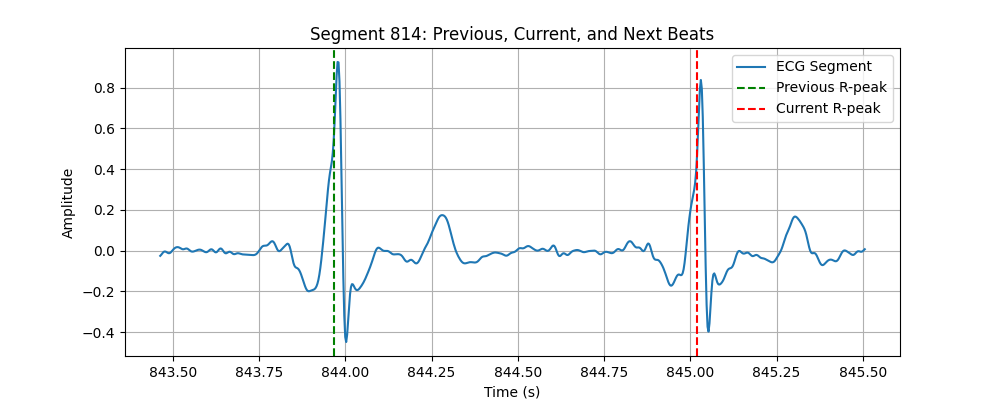 Segment 814: Previous, Current, and Next Beats
ECG Segment
Previous R-peak
Current R-peak
Amplitude
0.8
0.6
0.4
0.2
0.0
−0.2
−0.4
843.50 843.75 844.00 844.25 844.50 844.75 845.00 845.25 845.50
Time (s)